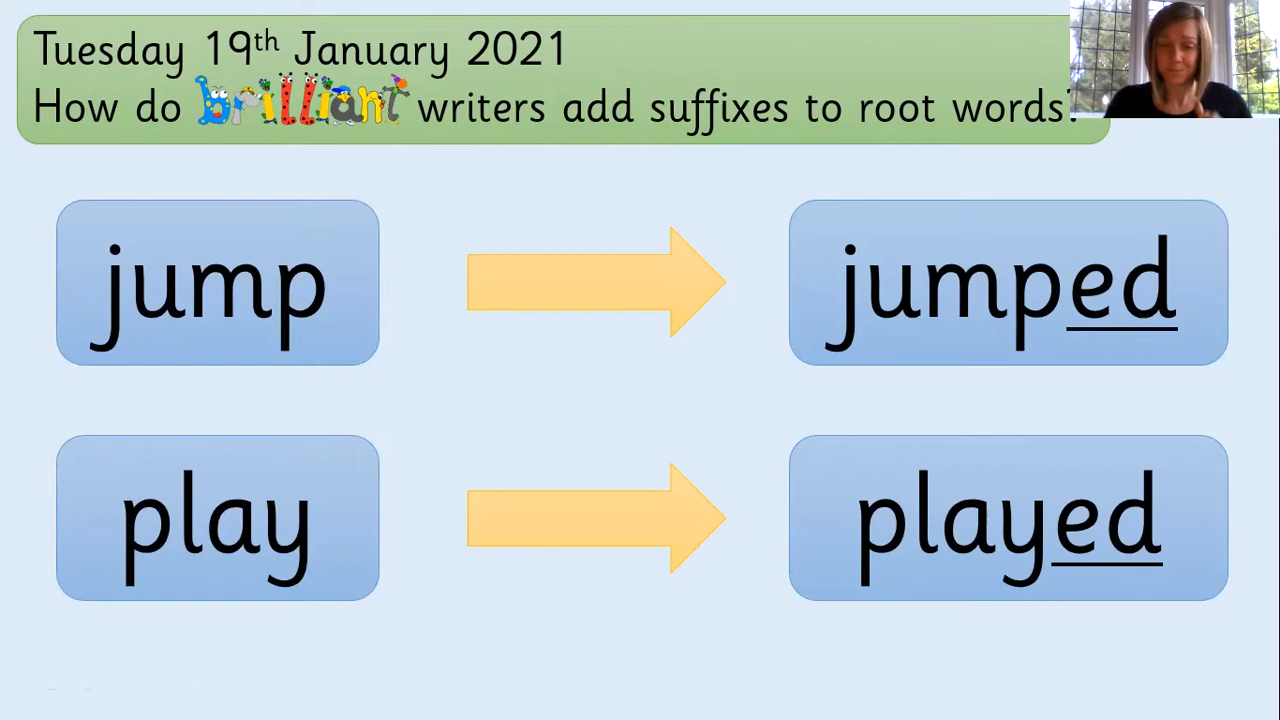 Tuesday 19th January 2021
How do brilliant writers add suffixes to root words?
jump
jumped
play
played